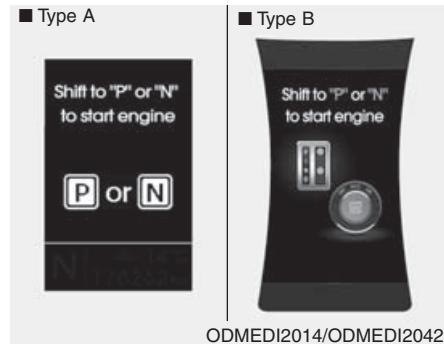 ■ Type A
Shift to "P" or "N"
to start engine
P or N
N
■ Type B
Shift to "P" or "N"
to start engine
ODMEDI2014/ODMEDI2042